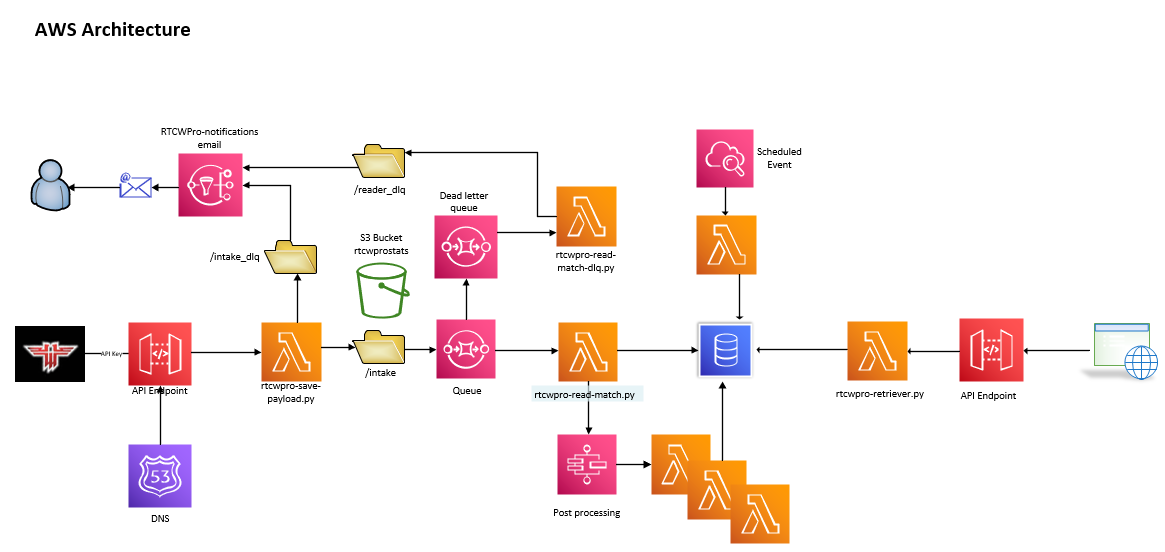 AWS Architecture
RTCWPro-notifications
email
@
/reader_dlq
Dead letter
queue
Scheduled
Event
/intake_dlq
S3 Bucket
rtcwprostats
rtcwpro-read-
match-dlq.py
API Key
API Endpoint
rtcwpro-save-
payload.py
/intake
Queue
rtcwpro-read-match.py
rtcwpro-retriever.py
API Endpoint
53
DNS
Post processing